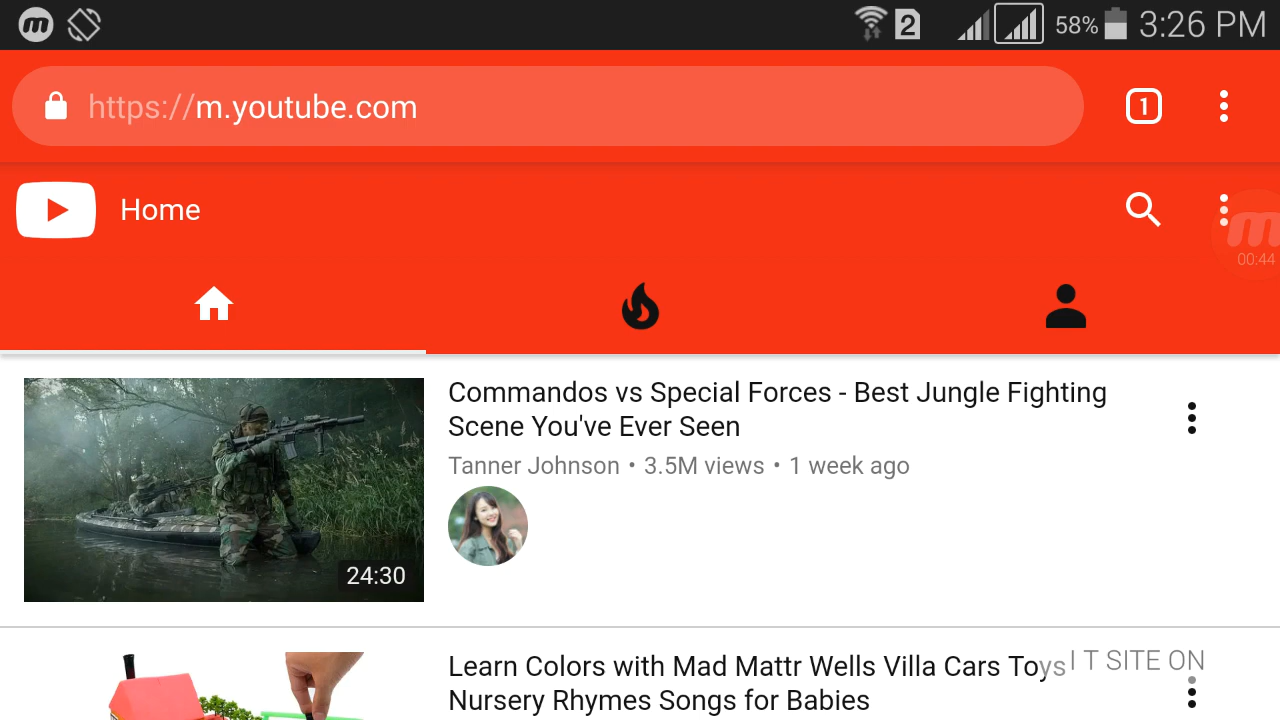 2 58% 3:26 PM
https://m.youtube.com 1
Home
00:44
Commandos vs Special Forces - Best Jungle Fighting
Scene You've Ever Seen
Tanner Johnson • 3.5M views • 1 week ago
24:30
Learn Colors with Mad Mattr Wells Villa Cars Toys
Nursery Rhymes Songs for Babies
I T SITE ON